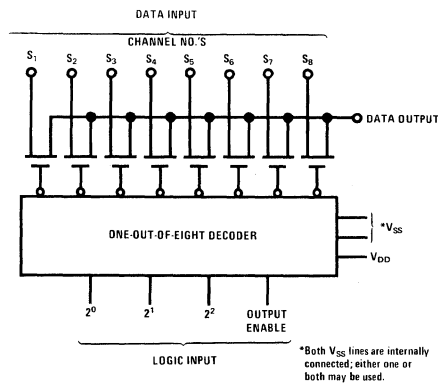 DATA INPUT
CHANNEL NO.'S
S₁ S₂ S₃ S₄ S₅ S₆ S₇ S₈
DATA OUTPUT
ONE-OUT-OF-EIGHT DECODER
*VSS
VDD
2⁰ 2¹ 2² OUTPUT ENABLE
LOGIC INPUT
*Both VSS lines are internally
connected; either one or
both may be used.